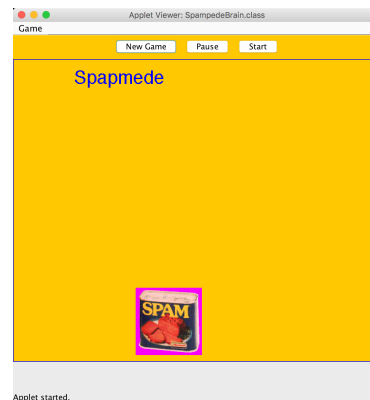 Applet Viewer: SpampedeBrain.class
Game
New Game Pause Start
Spapmede
SPAM
Applet started.